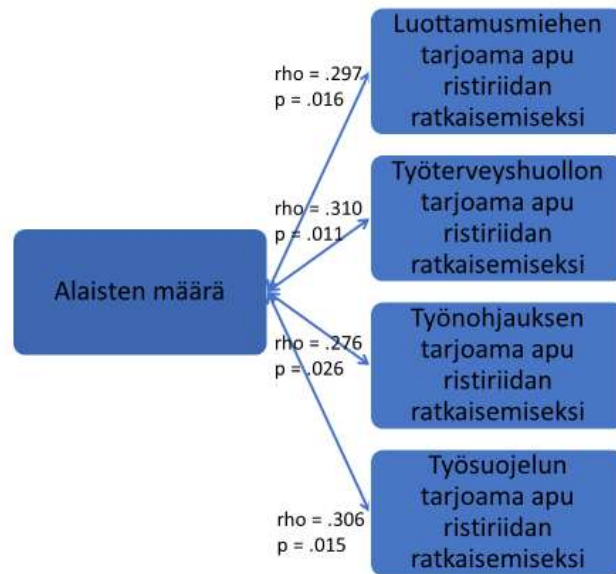 Luottamusmiehen
tarjoama apu
ristiriidan
ratkaisemiseksi
rho = .297
p = .016
Työterveyshuollon
tarjoama apu
ristiriidan
ratkaisemiseksi
rho = .310
p = .011
Alaisten määrä
Työnohjauksen
tarjoama apu
ristiriidan
ratkaisemiseksi
rho = .276
p = .026
Työsuojelun
tarjoama apu
ristiriidan
ratkaisemiseksi
rho = .306
p = .015